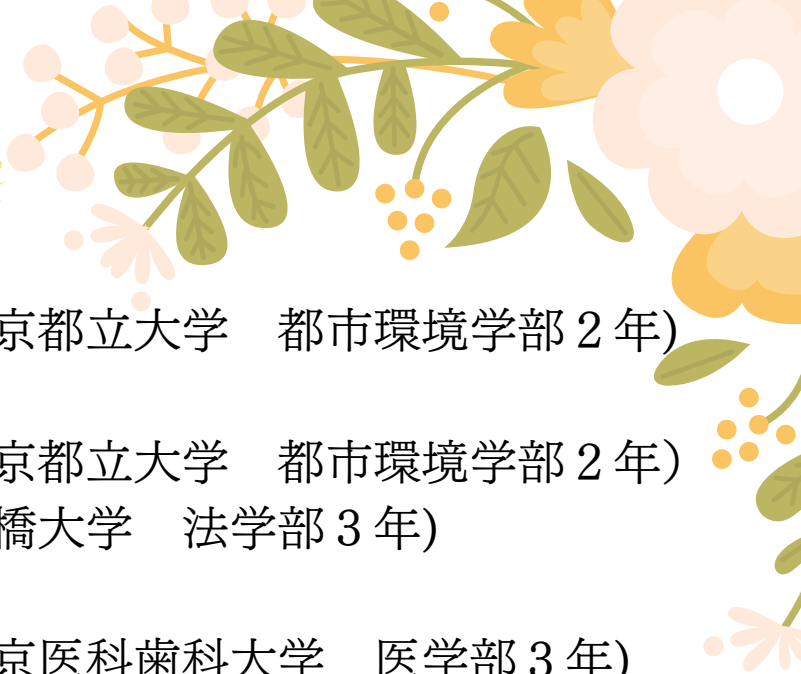 京都立大学　都市環境学部２年)
京都立大学　都市環境学部２年）
橋大学　法学部３年)
京医科歯科大学　医学部３年)